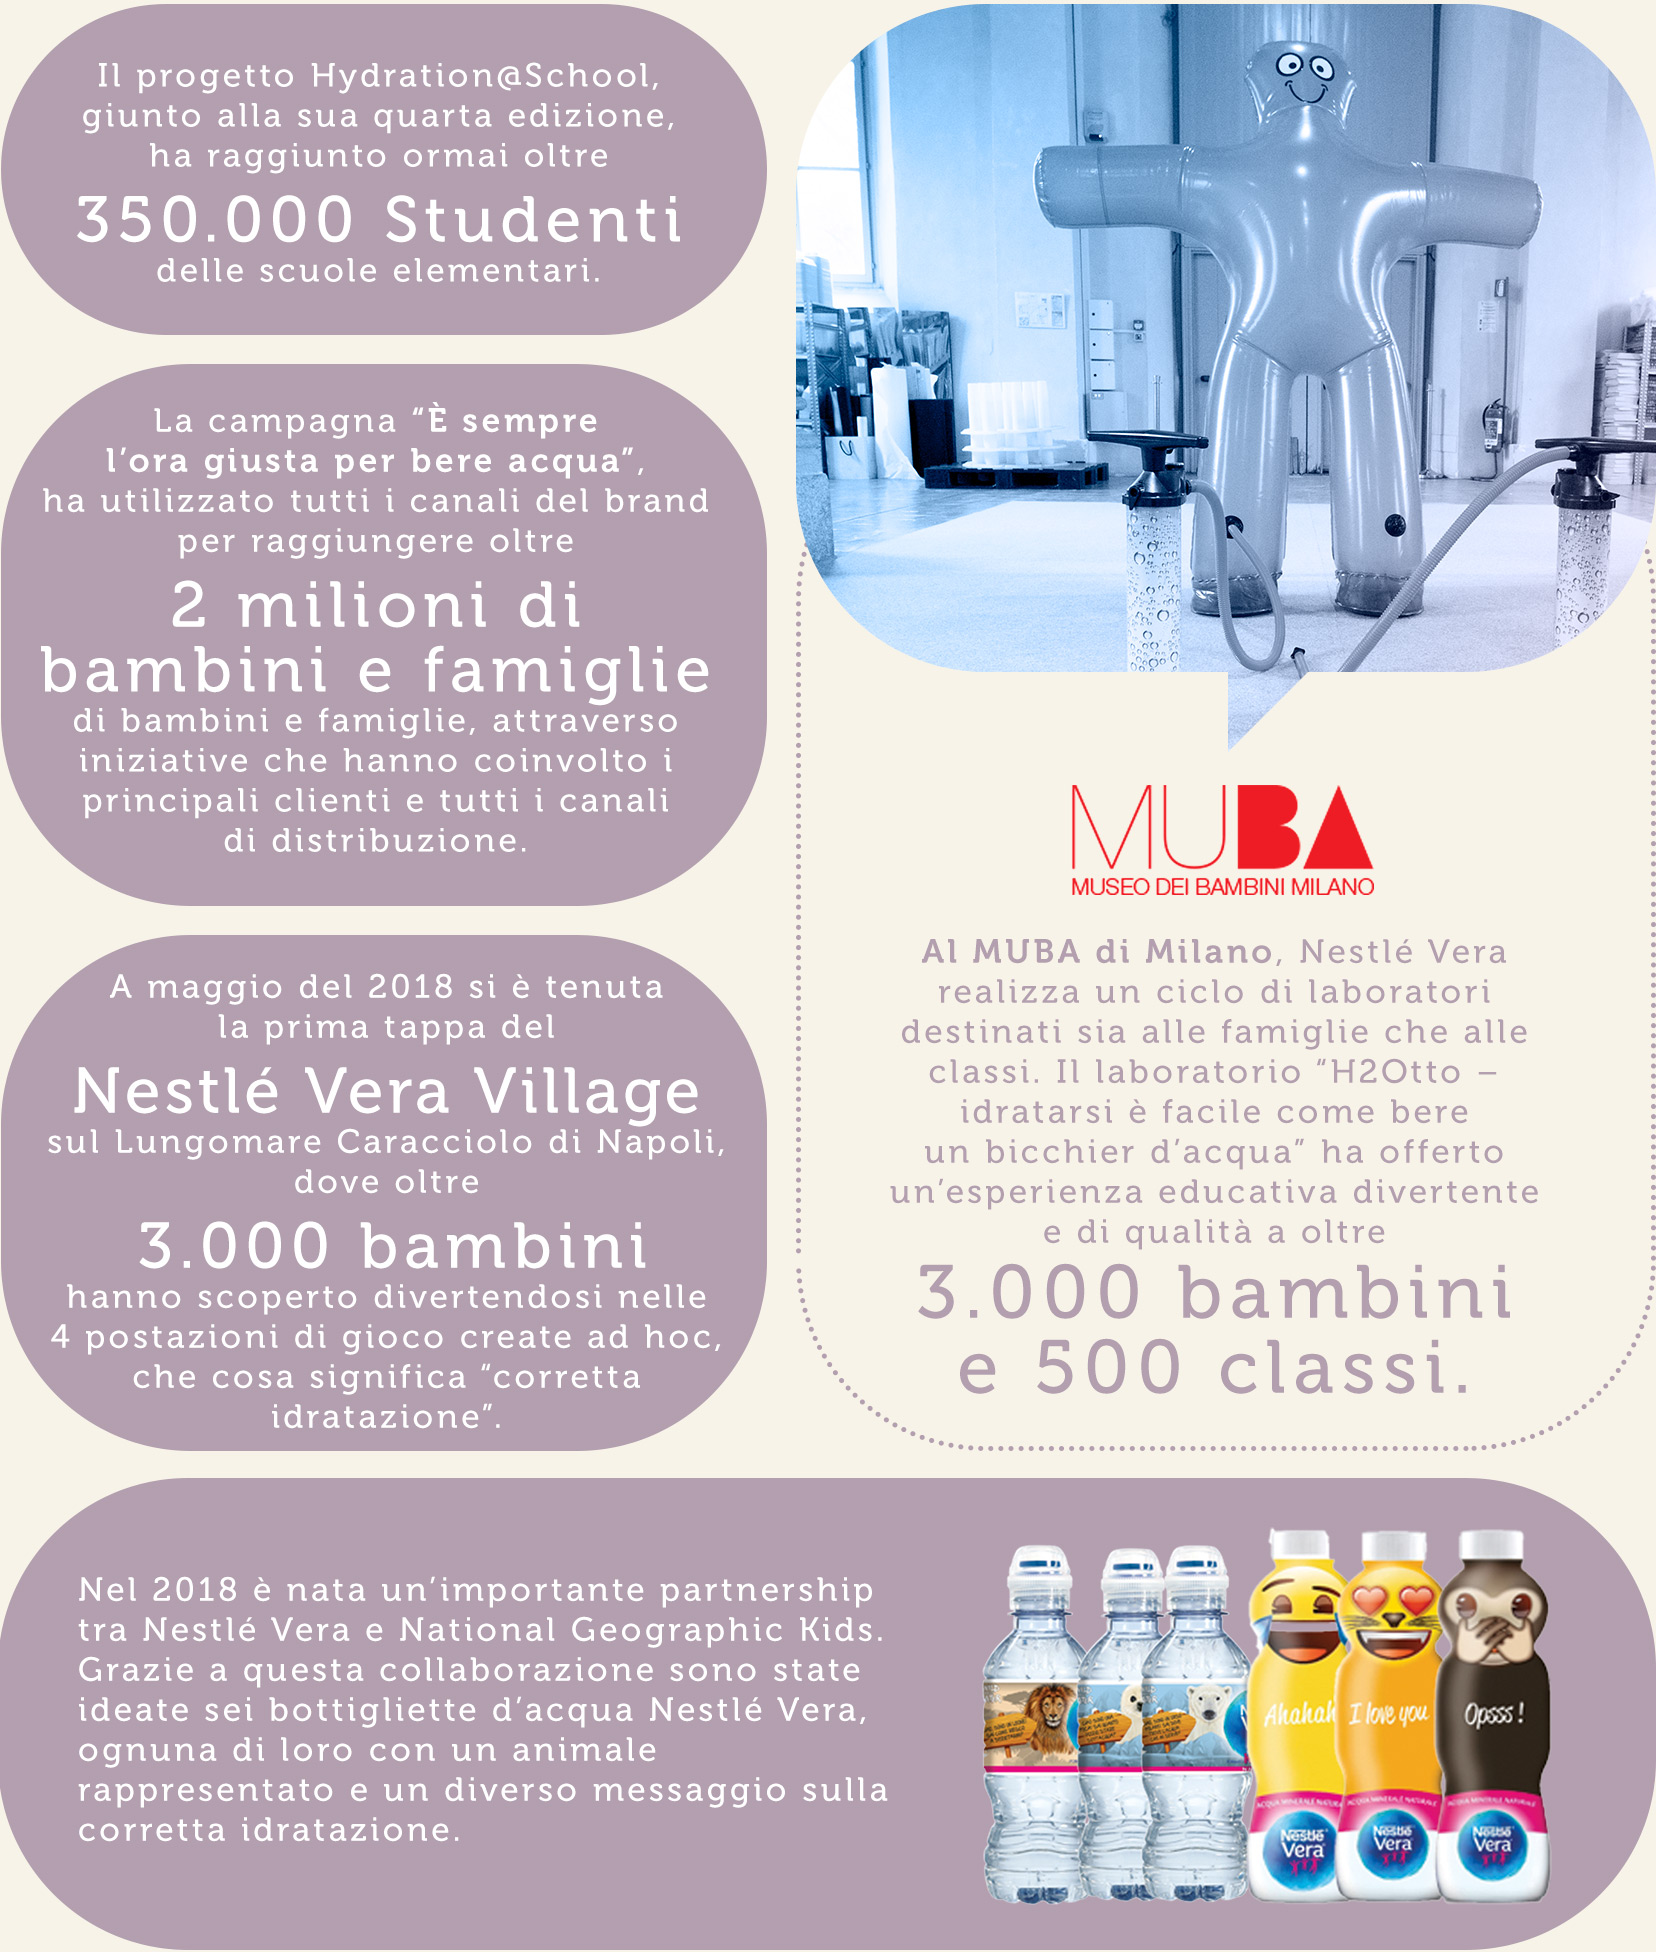 Il progetto Hydration@School,
giunto alla sua quarta edizione,
ha raggiunto ormai oltre
350.000 Studenti
delle scuole elementari.
La campagna “È sempre
l’ora giusta per bere acqua”,
ha utilizzato tutti i canali del brand
per raggiungere oltre
2 milioni di
bambini e famiglie
di bambini e famiglie, attraverso
iniziative che hanno coinvolto i
principali clienti e tutti i canali
di distribuzione.
A maggio del 2018 si è tenuta
la prima tappa del
Nestlé Vera Village
sul Lungomare Caracciolo di Napoli,
dove oltre
3.000 bambini
hanno scoperto divertendosi nelle
4 postazioni di gioco create ad hoc,
che cosa significa “corretta
idratazione”.
MUBA
MUSEO DEI BAMBINI MILANO
Al MUBA di Milano, Nestlé Vera
realizza un ciclo di laboratori
destinati sia alle famiglie che alle
classi. Il laboratorio “H2Otto –
idratarsi è facile come bere
un bicchier d’acqua” ha offerto
un’esperienza educativa divertente
e di qualità a oltre
3.000 bambini
e 500 classi.
Nel 2018 è nata un’importante partnership
tra Nestlé Vera e National Geographic Kids.
Grazie a questa collaborazione sono state
ideate sei bottigliette d’acqua Nestlé Vera,
ognuna di loro con un animale
rappresentato e un diverso messaggio sulla
corretta idratazione.
Ahahah
I love you
Opsss!
ACQUA MINERALE NATURALE
ACQUA MINERALE NATURALE
Nestlé
Vera
Nestlé
Vera
Nestlé
Vera